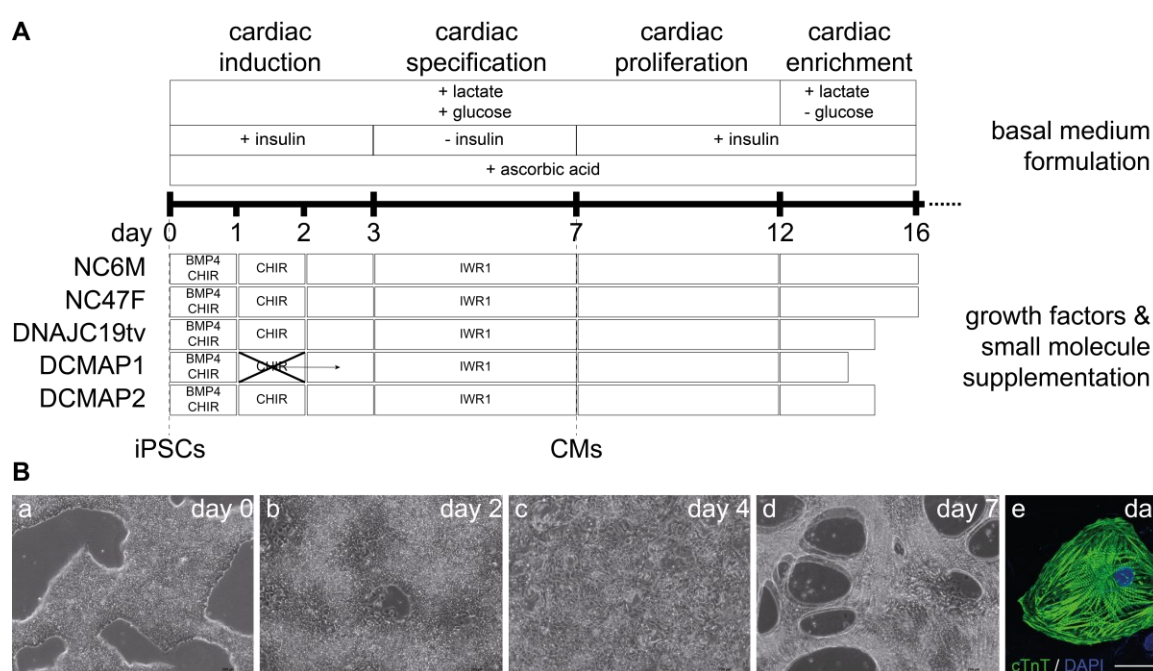 A
cardiac induction
cardiac specification
cardiac proliferation
cardiac enrichment
+ lactate
+ glucose
+ lactate
- glucose
+ insulin
- insulin
+ insulin
+ ascorbic acid
basal medium
formulation
day 0 1 2 3 7 12 16
NC6M BMP4 CHIR CHIR IWR1
NC47F BMP4 CHIR CHIR IWR1
DNAJC19tv BMP4 CHIR CHIR IWR1
DCMAP1 BMP4 CHIR CHIR IWR1
DCMAP2 BMP4 CHIR CHIR IWR1
growth factors &
small molecule
supplementation
iPSCs CMs
B
a day 0
b day 2
c day 4
d day 7
e da
cTnT / DAPI